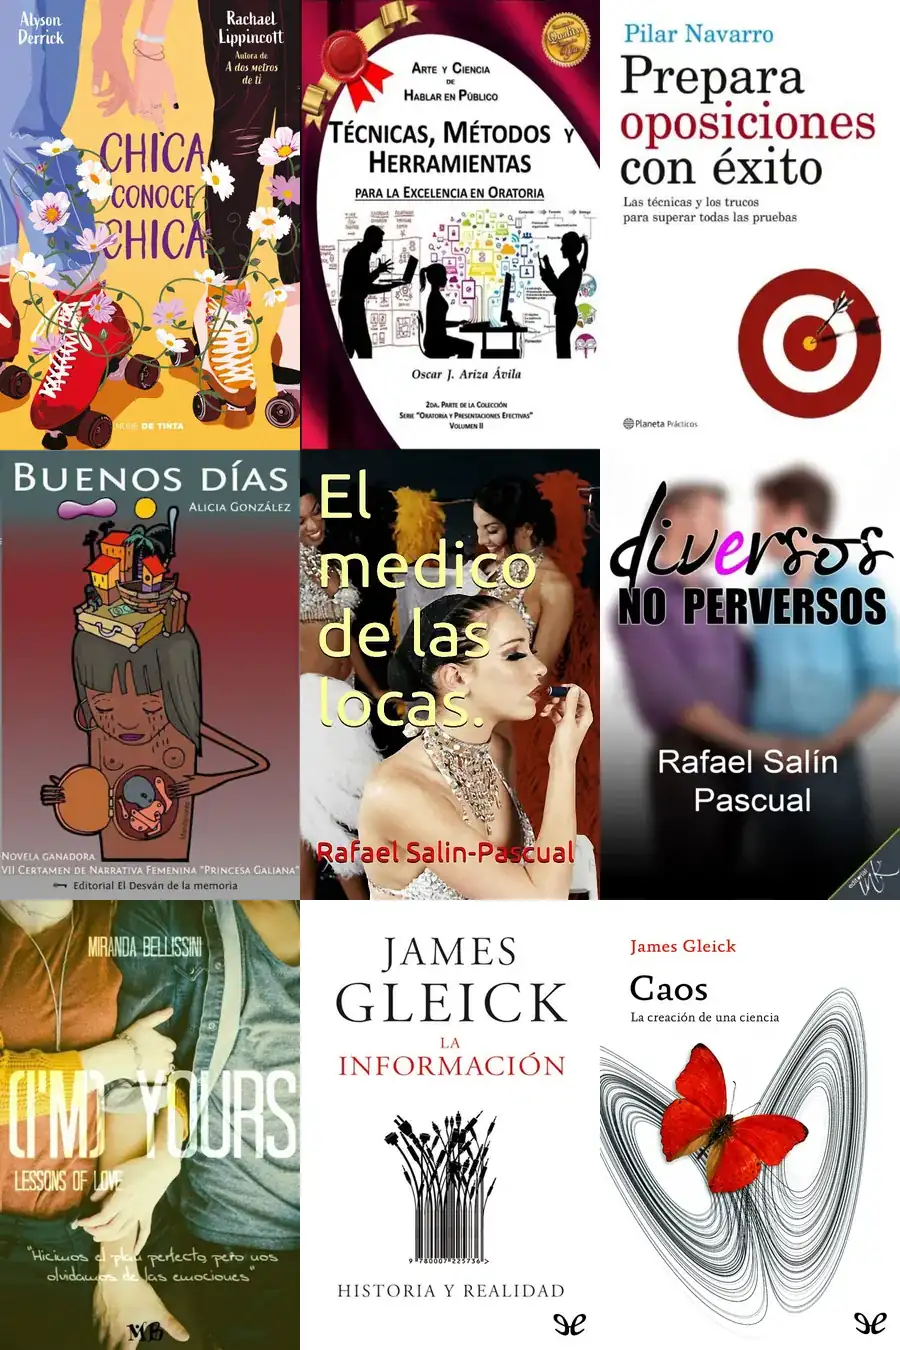 Alyson
Derrick
Rachael
Lippincott
Autora de
A dos metros
de ti
CHICA
CONOCE
CHICA
NUBE DE TINTA
ARTE Y CIENCIA
DE
HABLAR EN PÚBLICO
TÉCNICAS, MÉTODOS Y
HERRAMIENTAS
PARA LA EXCELENCIA EN ORATORIA
Oscar J. Ariza Ávila
2DA. PARTE DE LA COLECCIÓN
SERIE "ORATORIA Y PRESENTACIONES EFECTIVAS"
VOLUMEN II
Pilar Navarro
Prepara
oposiciones
con éxito
Las técnicas y los trucos
para superar todas las pruebas
Planeta Prácticos
BUENOS DÍAS
ALICIA GONZÁLEZ
NOVELA GANADORA
VII CERTAMEN DE NARRATIVA FEMENINA "PRINCESA GALIANA"
Editorial El Desván de la memoria
El
medico
de las
locas.
Rafael Salin-Pascual
diversos
NO PERVERSOS
Rafael Salín
Pascual
editorial
MIRANDA BELLISSINI
(I'M) YOURS
LESSONS OF LOVE
"Hicimos el plan perfecto, pero nos
olvidamos de las emociones"
MB
JAMES
GLEICK
LA
INFORMACIÓN
9 780007 225736 >
HISTORIA Y REALIDAD
James Gleick
Caos
La creación de una ciencia